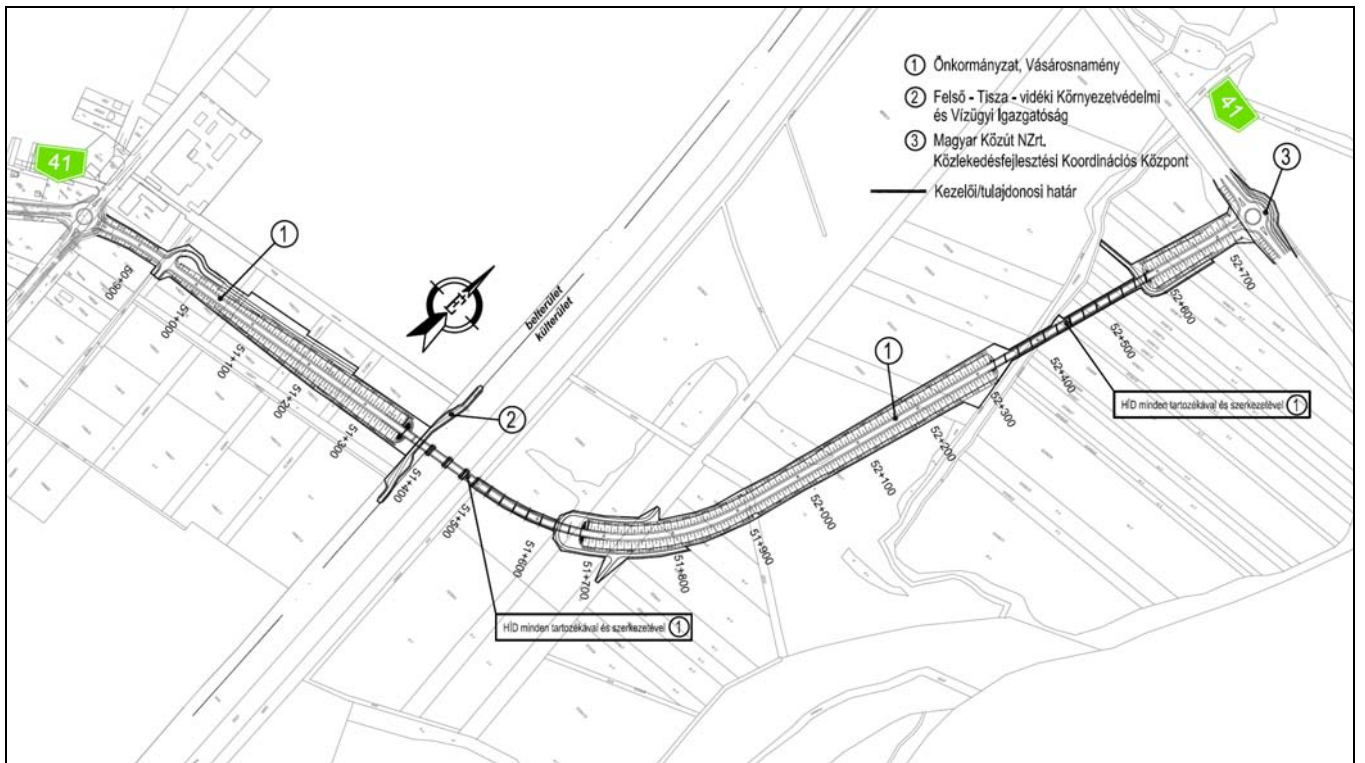 ① Önkormányzat, Vásárosnamény
② Felső - Tisza - vidéki Környezetvédelmi
és Vízügyi Igazgatóság
③ Magyar Közút NZrt.
Közlekedésfejlesztési Koordinációs Központ
Kezelői/tulajdonosi határ
41
41
③
①
①
②
belterület
külterület
50+900
51+000
51+100
51+200
51+300
51+400
51+500
51+600
51+700
51+800
51+900
52+000
52+100
52+200
52+300
52+400
52+500
52+600
52+700
HÍD minden tartozékával és szerkezetével ①
HÍD minden tartozékával és szerkezetével ①